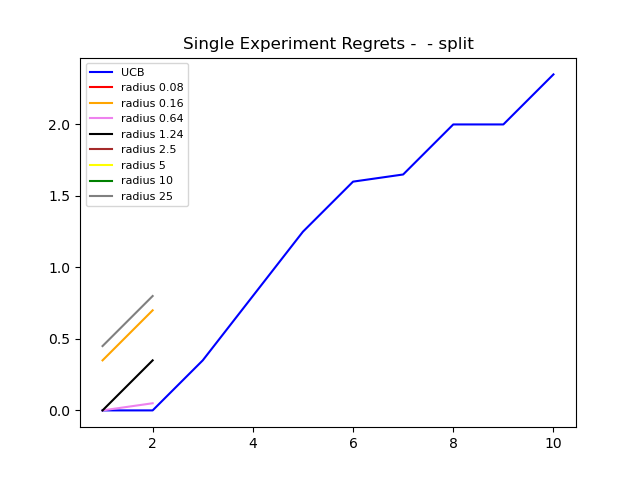 Single Experiment Regrets -  - split
UCB
radius 0.08
radius 0.16
radius 0.64
radius 1.24
radius 2.5
radius 5
radius 10
radius 25
2.0
1.5
1.0
0.5
0.0
2 4 6 8 10